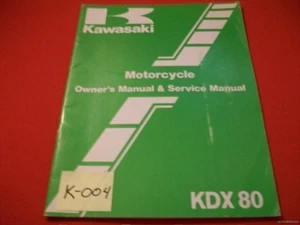 Kawasaki
Motorcycle
Owner's Manual & Service Manual
K-004
KDX 80